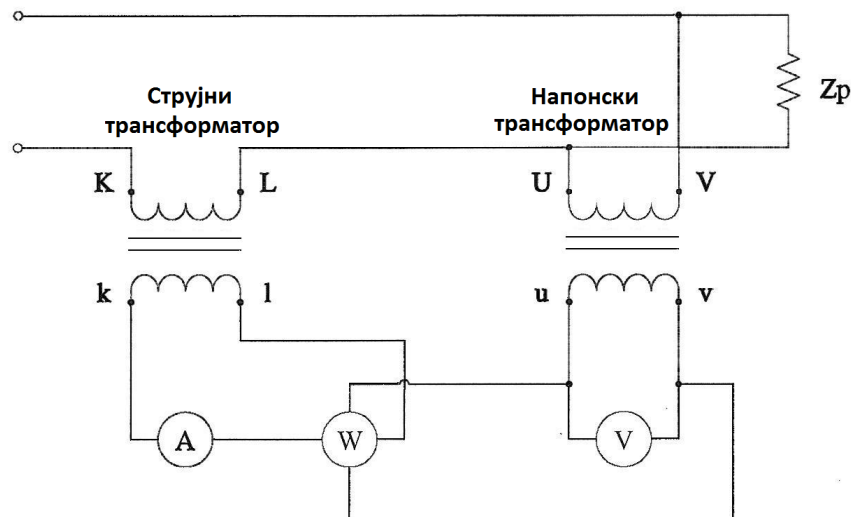 Zp
Струјни
трансформатор
Напонски
трансформатор
K
L
U
V
k
l
u
v
A
W
V